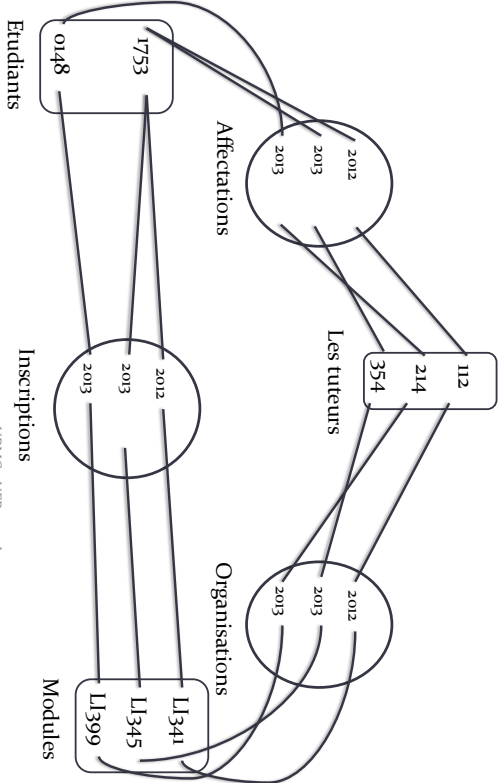 112
214
354
Les tuteurs
2012
2013
2013
Affectations
2012
2013
2013
Organisations
1753
0148
Etudiants
2012
2013
2013
Inscriptions
LI341
LI345
LI399
Modules